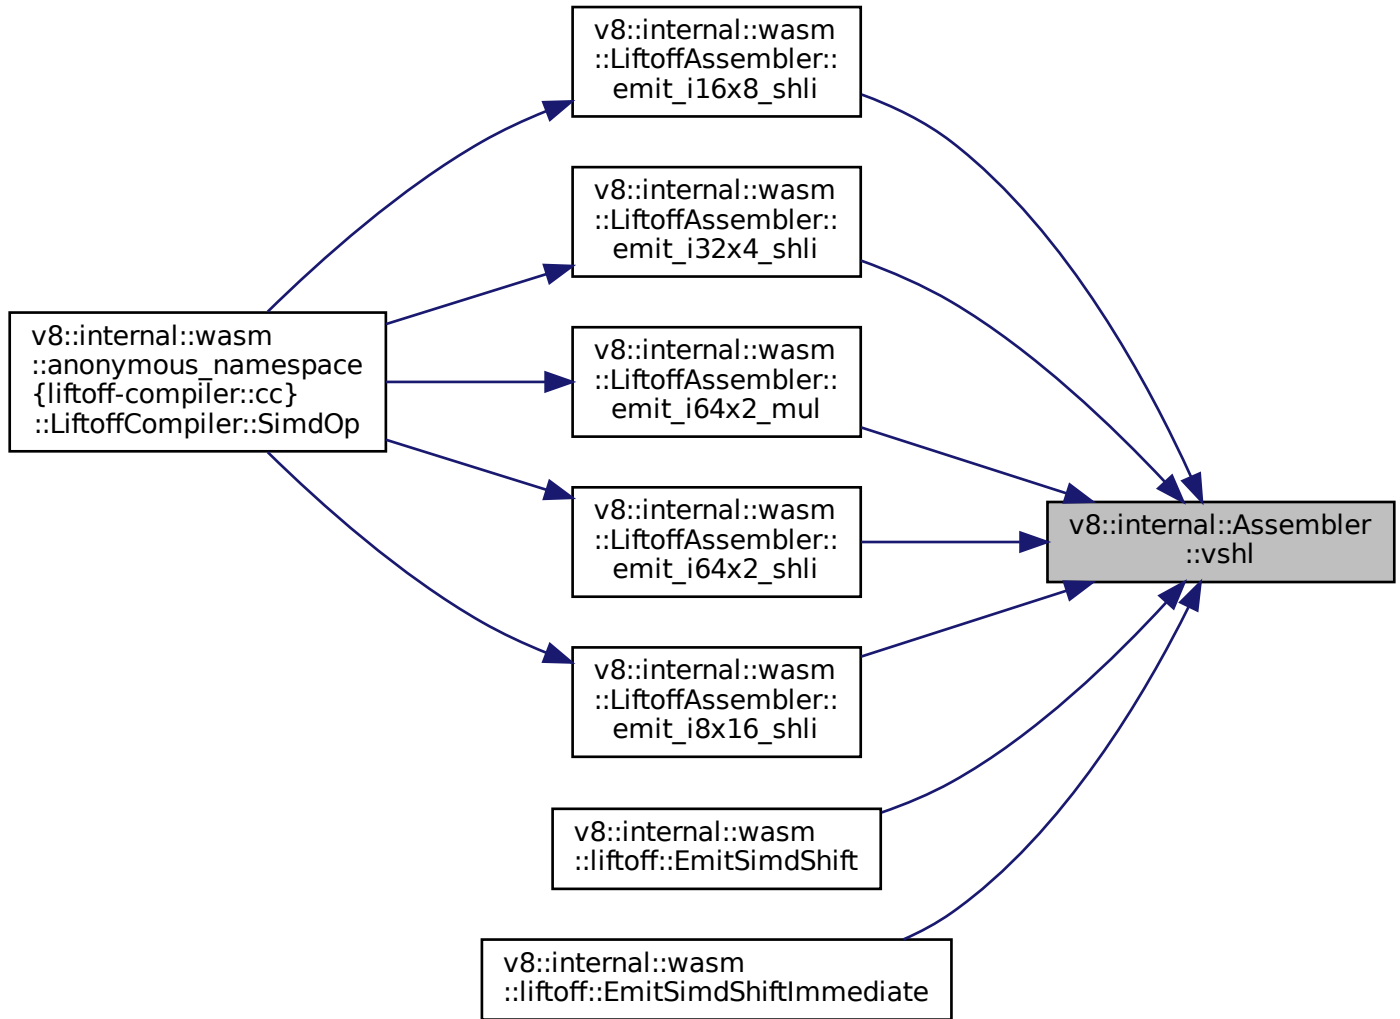 v8::internal::wasm
::LiftoffAssembler::
emit_i16x8_shli
v8::internal::wasm
::LiftoffAssembler::
emit_i32x4_shli
v8::internal::wasm
::anonymous_namespace
{liftoff-compiler::cc}
::LiftoffCompiler::SimdOp
v8::internal::wasm
::LiftoffAssembler::
emit_i64x2_mul
v8::internal::wasm
::LiftoffAssembler::
emit_i64x2_shli
v8::internal::Assembler
::vshl
v8::internal::wasm
::LiftoffAssembler::
emit_i8x16_shli
v8::internal::wasm
::liftoff::EmitSimdShift
v8::internal::wasm
::liftoff::EmitSimdShiftImmediate